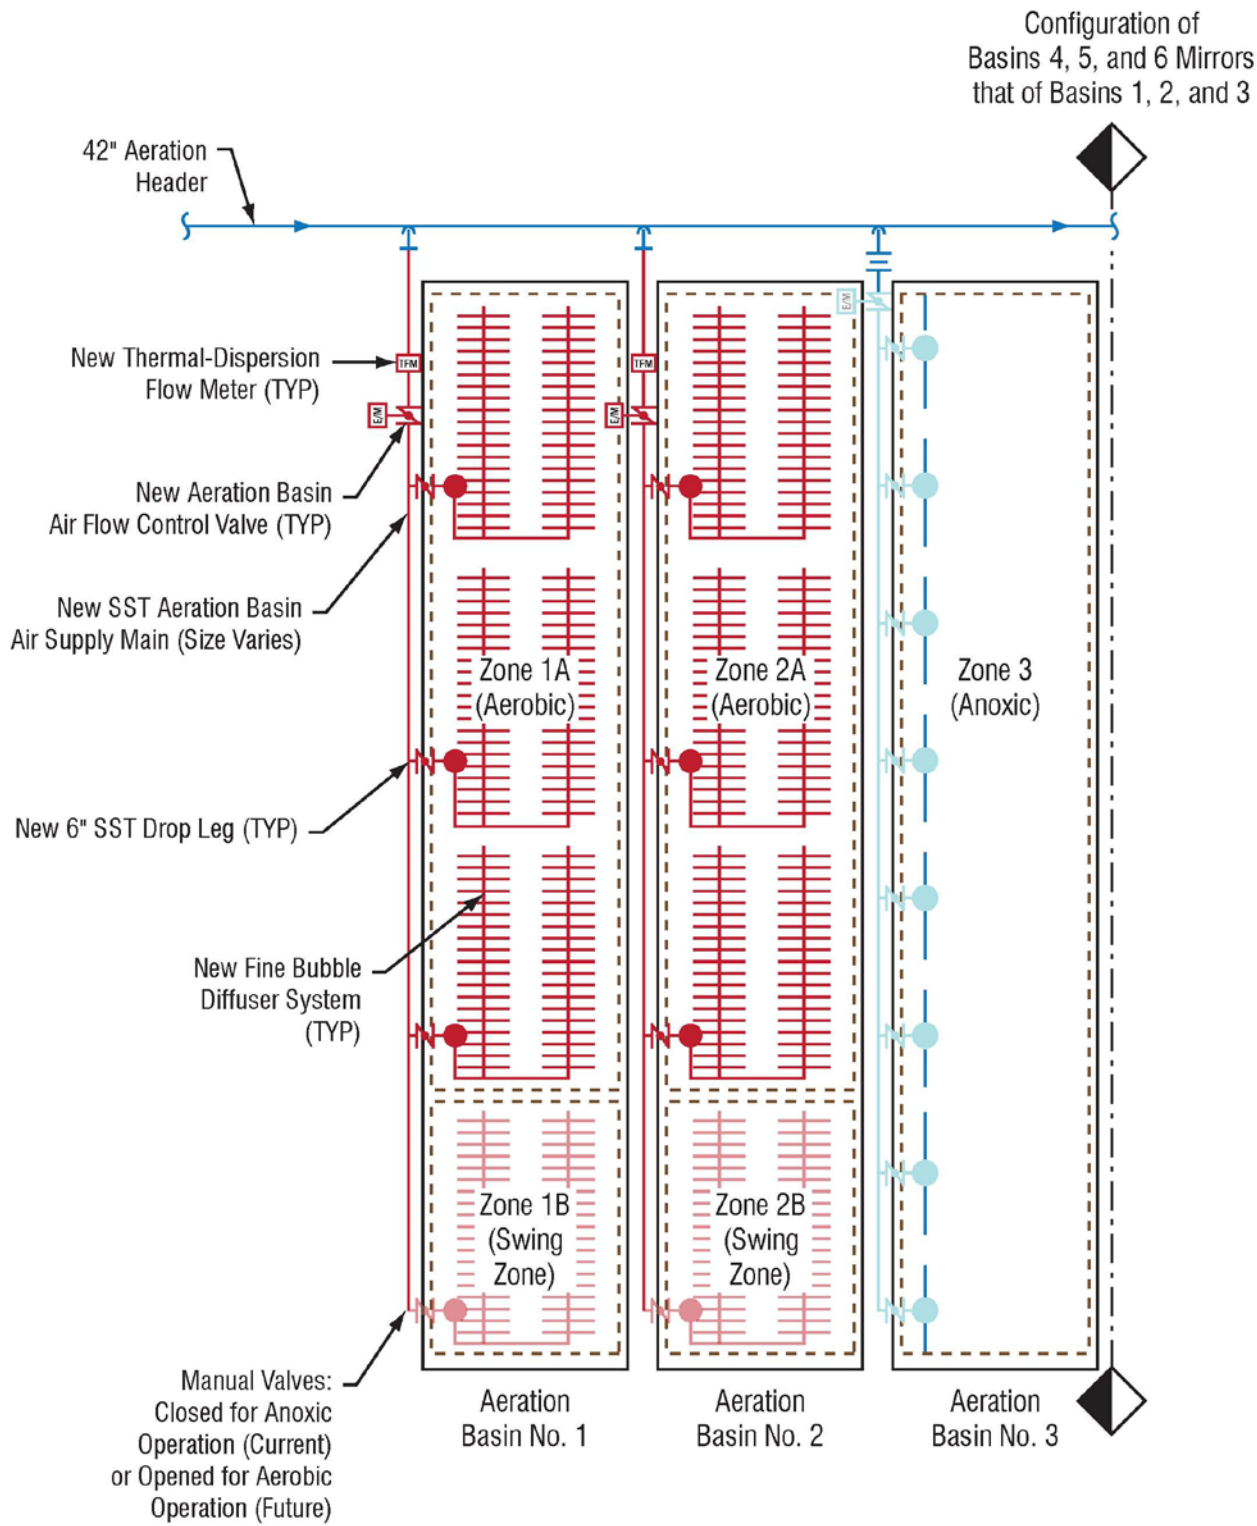 Configuration of
Basins 4, 5, and 6 Mirrors
that of Basins 1, 2, and 3
42" Aeration
Header
E/M
New Thermal-Dispersion
Flow Meter (TYP)
TFM
TFM
E/M
E/M
New Aeration Basin
Air Flow Control Valve (TYP)
New SST Aeration Basin
Air Supply Main (Size Varies)
Zone 1A
(Aerobic)
Zone 2A
(Aerobic)
Zone 3
(Anoxic)
New 6" SST Drop Leg (TYP)
New Fine Bubble
Diffuser System
(TYP)
Zone 1B
(Swing
Zone)
Zone 2B
(Swing
Zone)
Manual Valves:
Closed for Anoxic
Operation (Current)
or Opened for Aerobic
Operation (Future)
Aeration
Basin No. 1
Aeration
Basin No. 2
Aeration
Basin No. 3